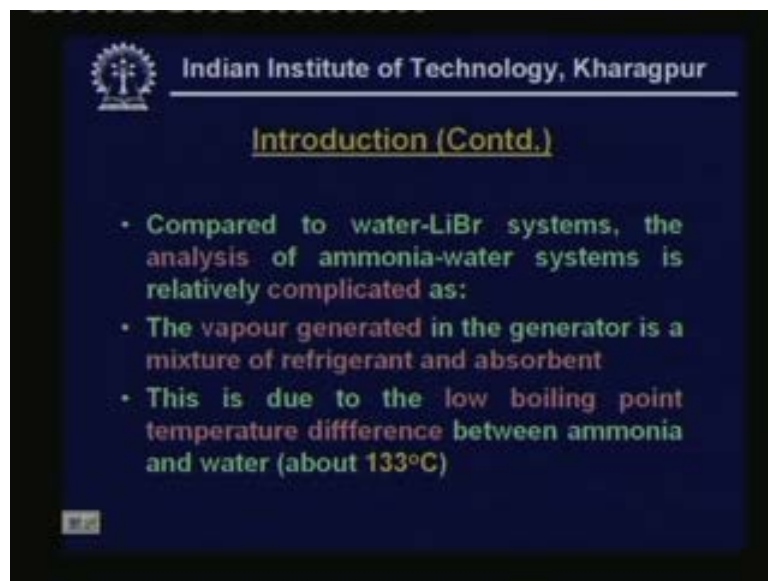 Indian Institute of Technology, Kharagpur
Introduction (Contd.)
• Compared to water-LiBr systems, the
analysis of ammonia-water systems is
relatively complicated as:
• The vapour generated in the generator is a
mixture of refrigerant and absorbent
• This is due to the low boiling point
temperature diffference between ammonia
and water (about 133°C)